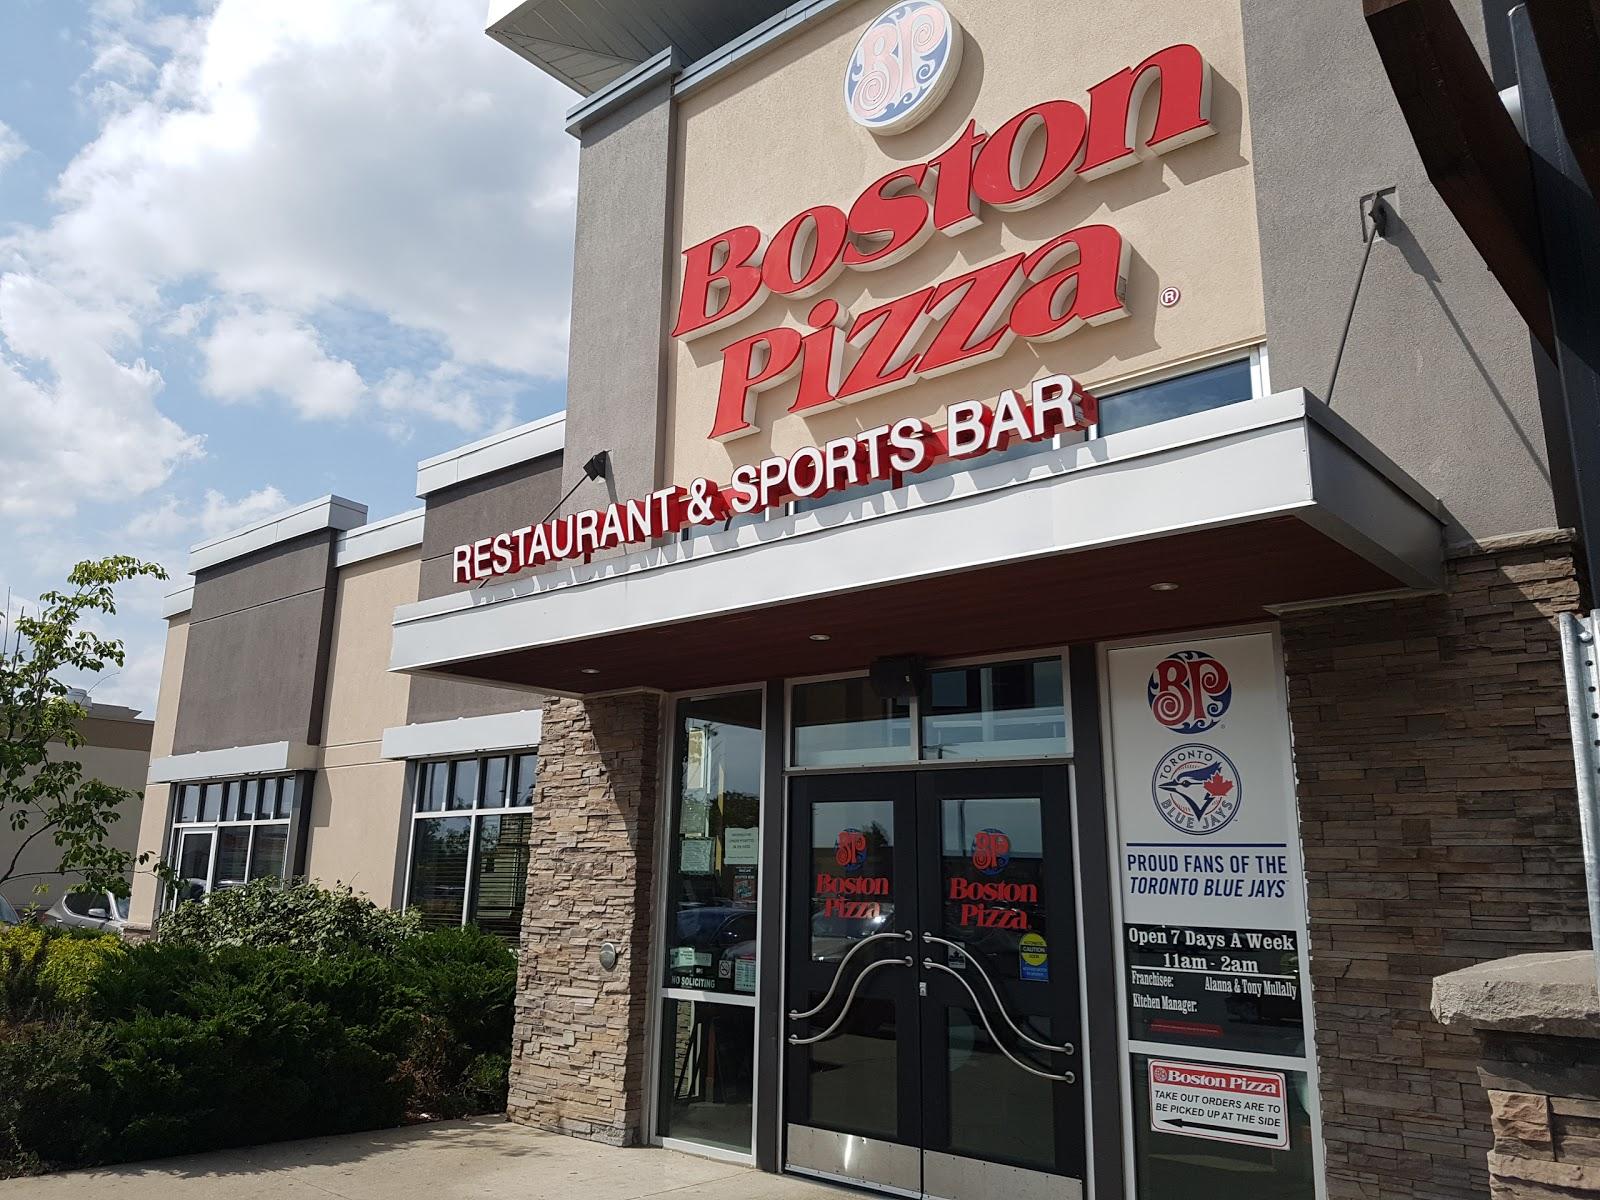 BP
Boston
Pizza ®
RESTAURANT & SPORTS BAR
BP
TORONTO
BLUE JAYS
PROUD FANS OF THE
TORONTO BLUE JAYS
BP
Boston
Pizza
BP
Boston
Pizza
CAUTION
NO SOLICITING
Open 7 Days A Week
11am - 2am
Franchisee: Alanna & Tony Mullally
Kitchen Manager:
Boston Pizza
TAKE OUT ORDERS ARE TO
BE PICKED UP AT THE SIDE